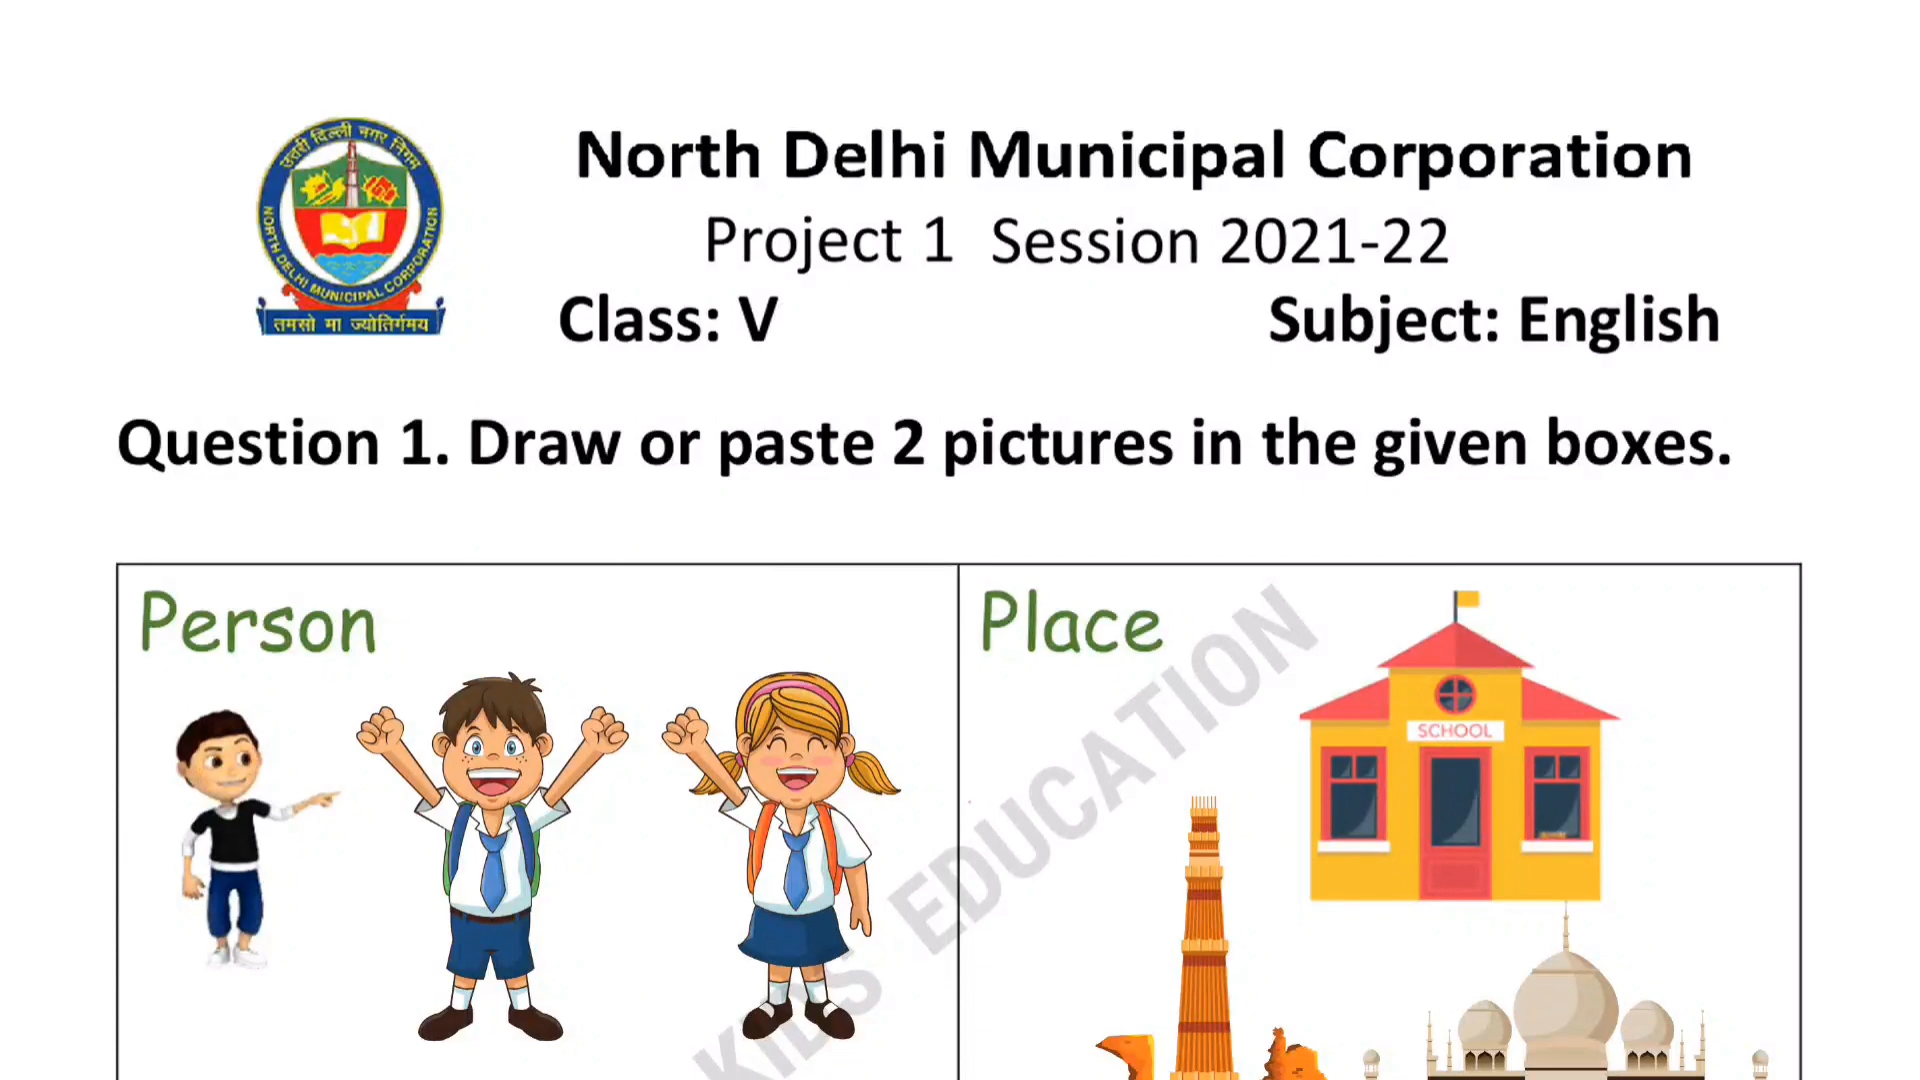 उत्तरी दिल्ली नगर निगम
NORTH DELHI MUNICIPAL CORPORATION
तमसो मा ज्योतिर्गमय
North Delhi Municipal Corporation
Project 1 Session 2021-22
Class: V Subject: English
Question 1. Draw or paste 2 pictures in the given boxes.
Person
Place
SCHOOL
KIDS EDUCATION